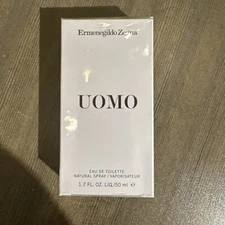 Ermenegildo Zegna
UOMO
EAU DE TOILETTE
NATURAL SPRAY / VAPORISATEUR
1.7 FL. OZ. LIQ/50 ml e